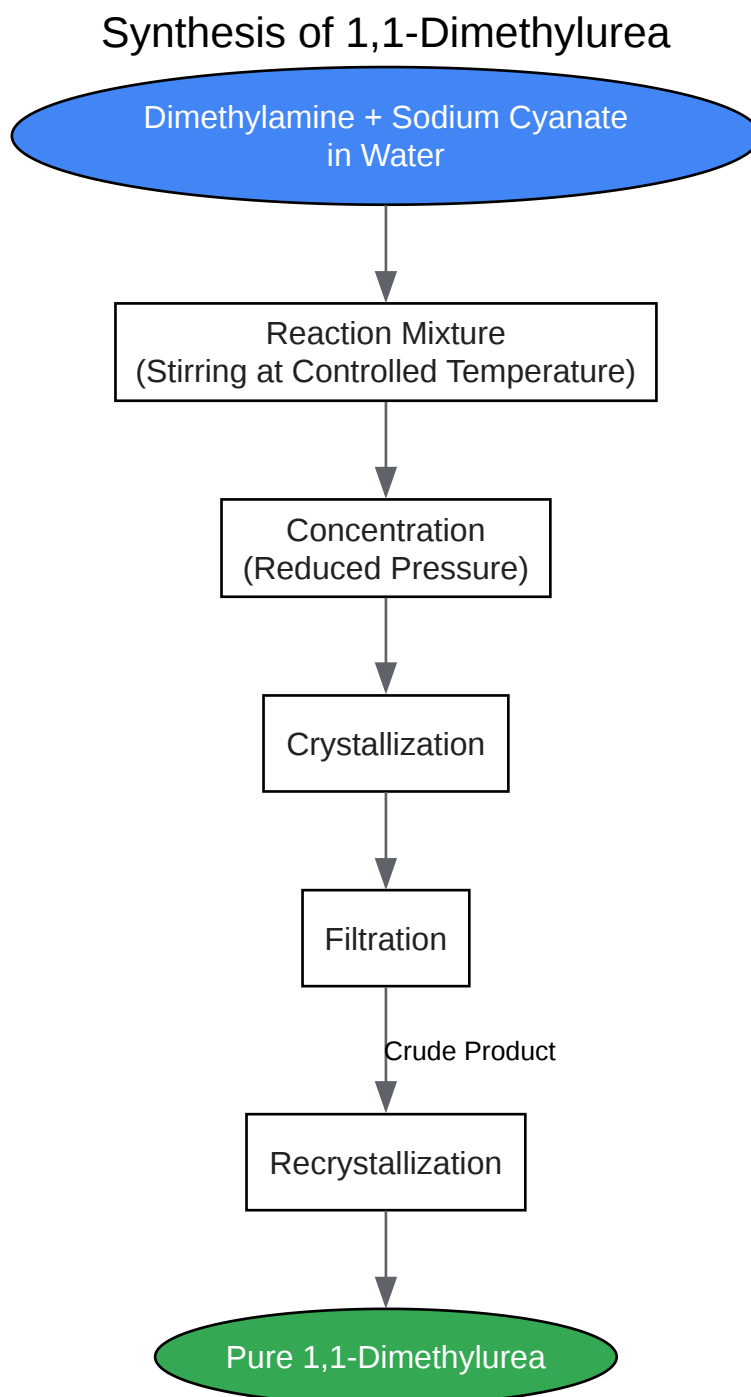 Synthesis of 1,1-Dimethylurea
Dimethylamine + Sodium Cyanate
in Water
Reaction Mixture
(Stirring at Controlled Temperature)
Concentration
(Reduced Pressure)
Crystallization
Filtration
Crude Product
Recrystallization
Pure 1,1-Dimethylurea